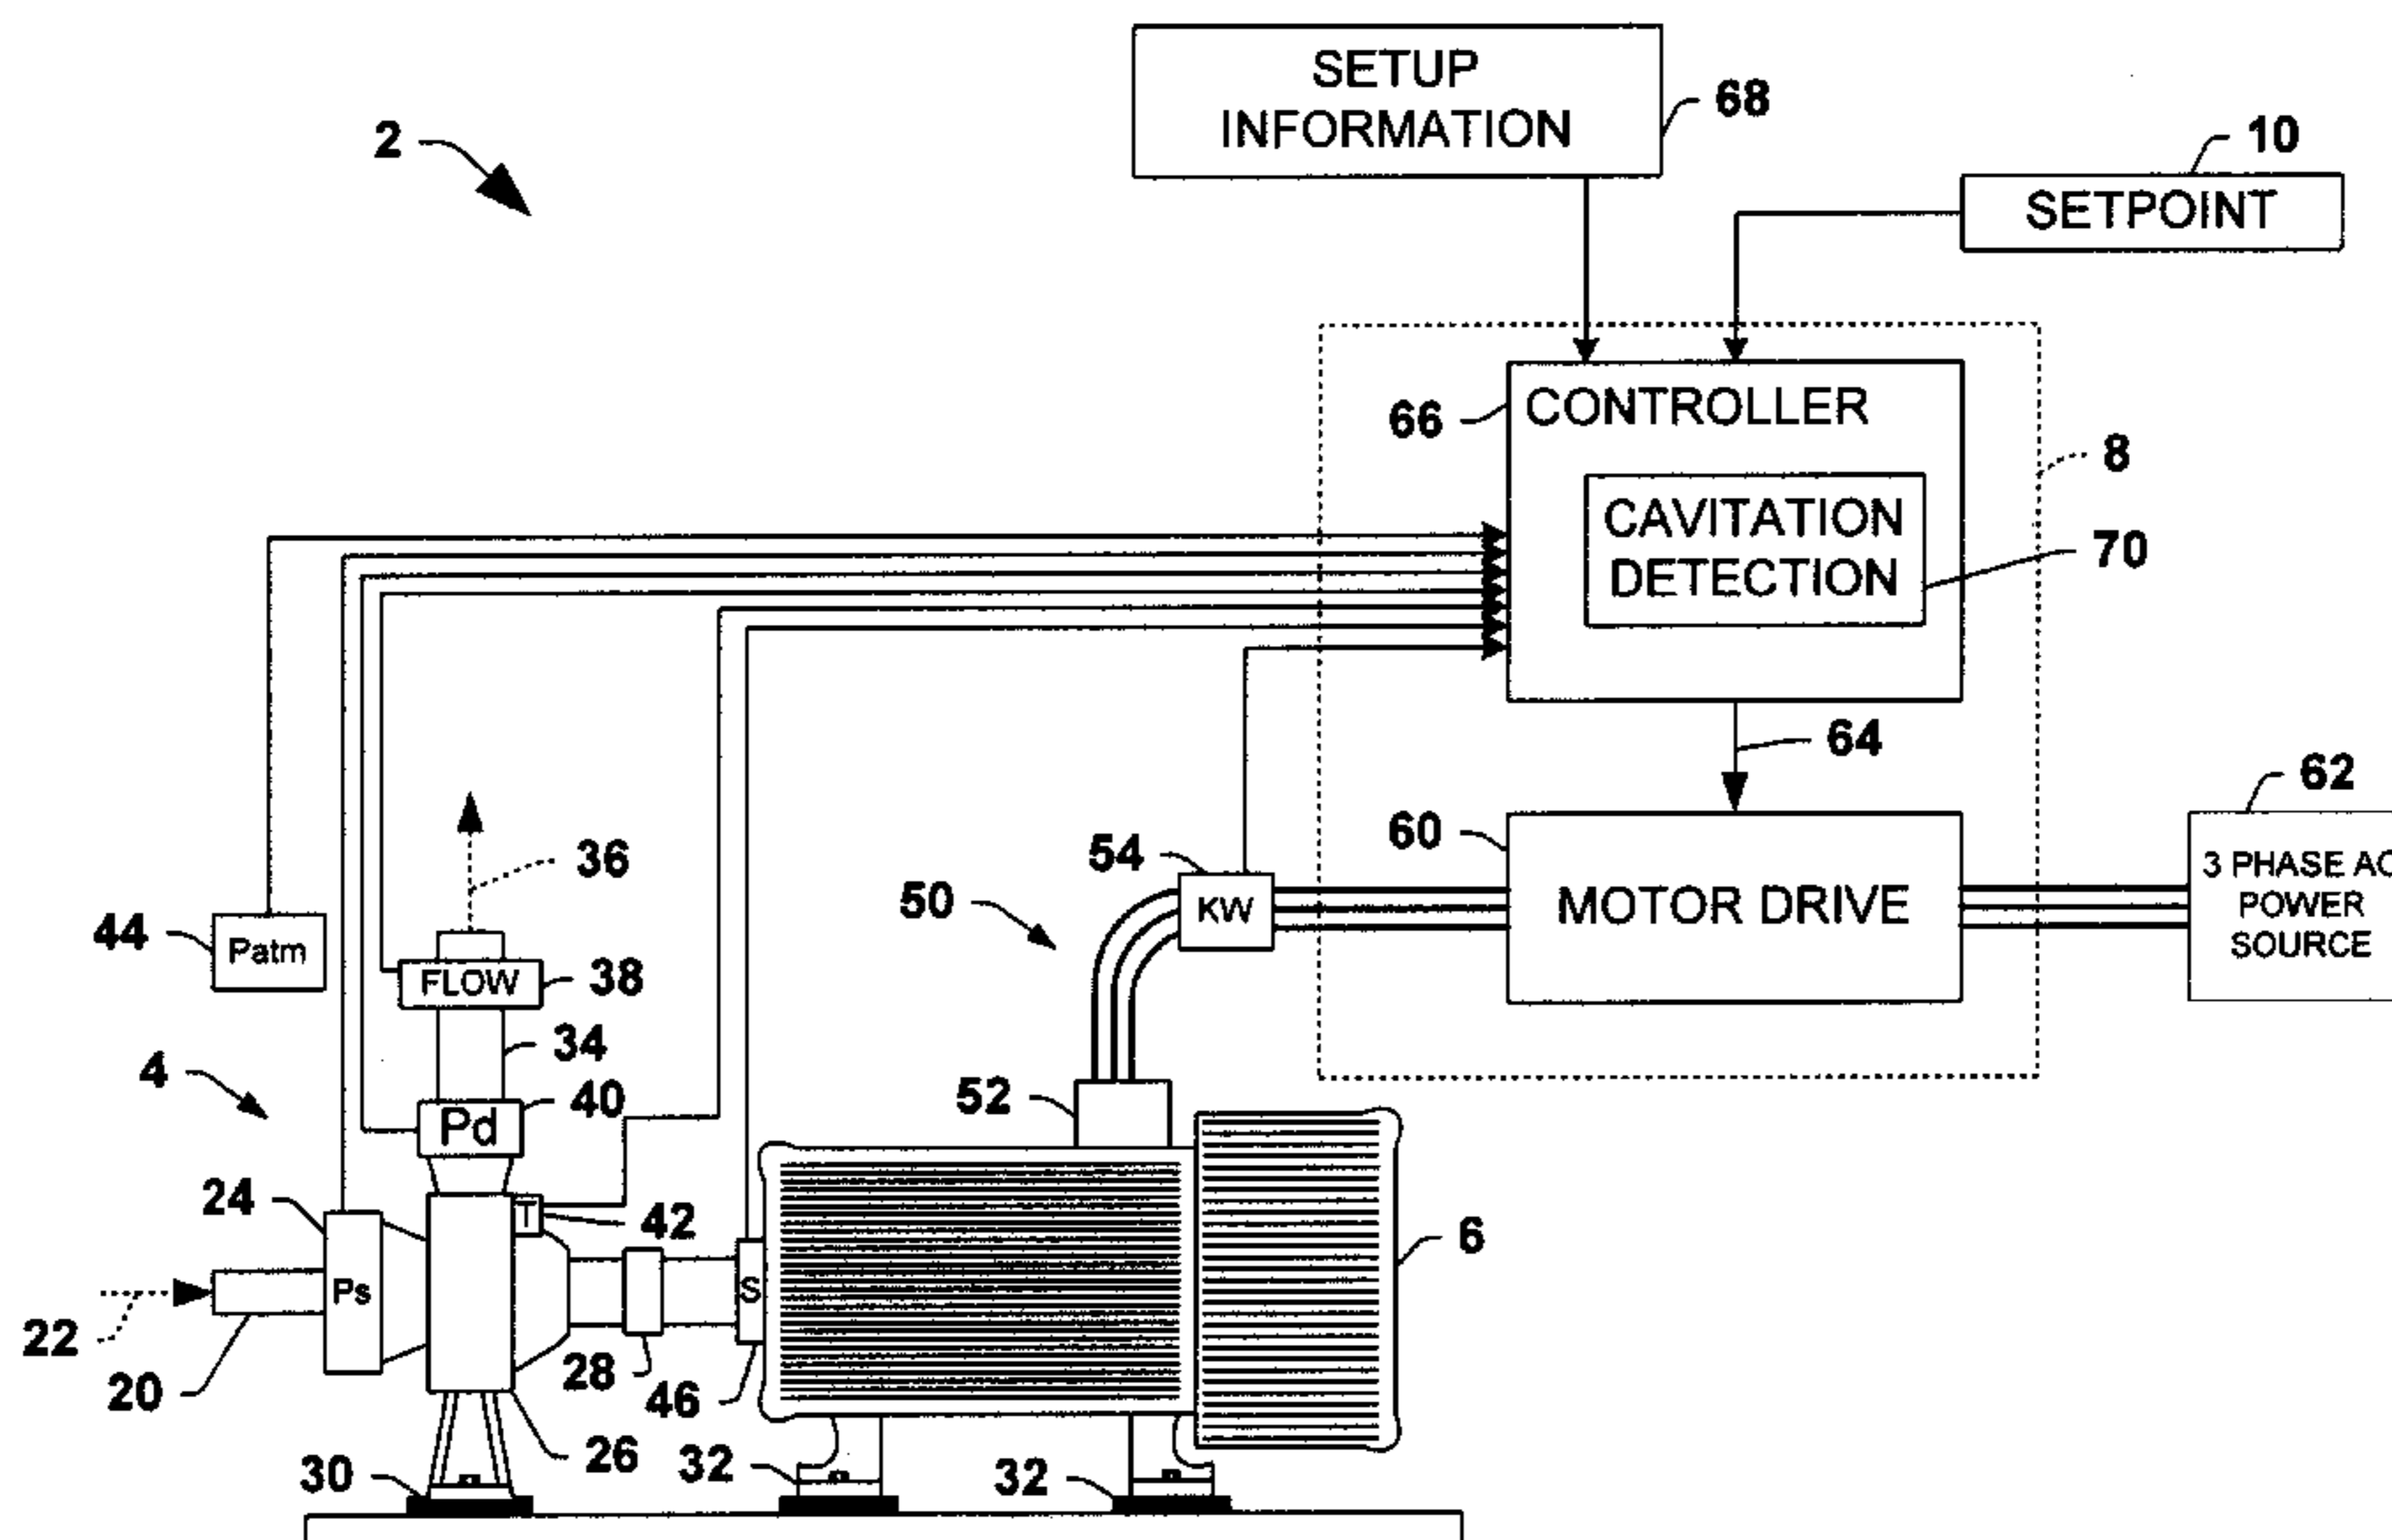 SETUP
INFORMATION
68
2
10
SETPOINT
66
CONTROLLER
8
CAVITATION
DETECTION
70
64
62
60
54
36
3 PHASE AC
50
KW
MOTOR DRIVE
POWER
44
Patm
SOURCE
FLOW
38
34
4
40
52
Pd
24
T
42
6
S
Ps
22
28
20
46
26
30
32
32